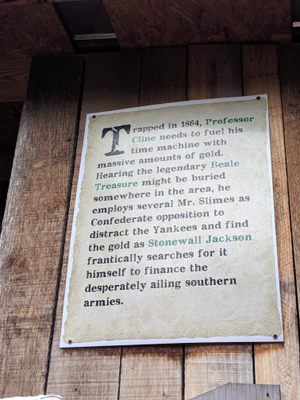 Trapped in 1864, Professor
Cline needs to fuel his
time machine with
massive amounts of gold.
Hearing the legendary Beale
Treasure might be buried
somewhere in the area, he
employs several Mr. Slimes as
Confederate opposition to
distract the Yankees and find
the gold as Stonewall Jackson
frantically searches for it
himself to finance the
desperately ailing southern
armies.